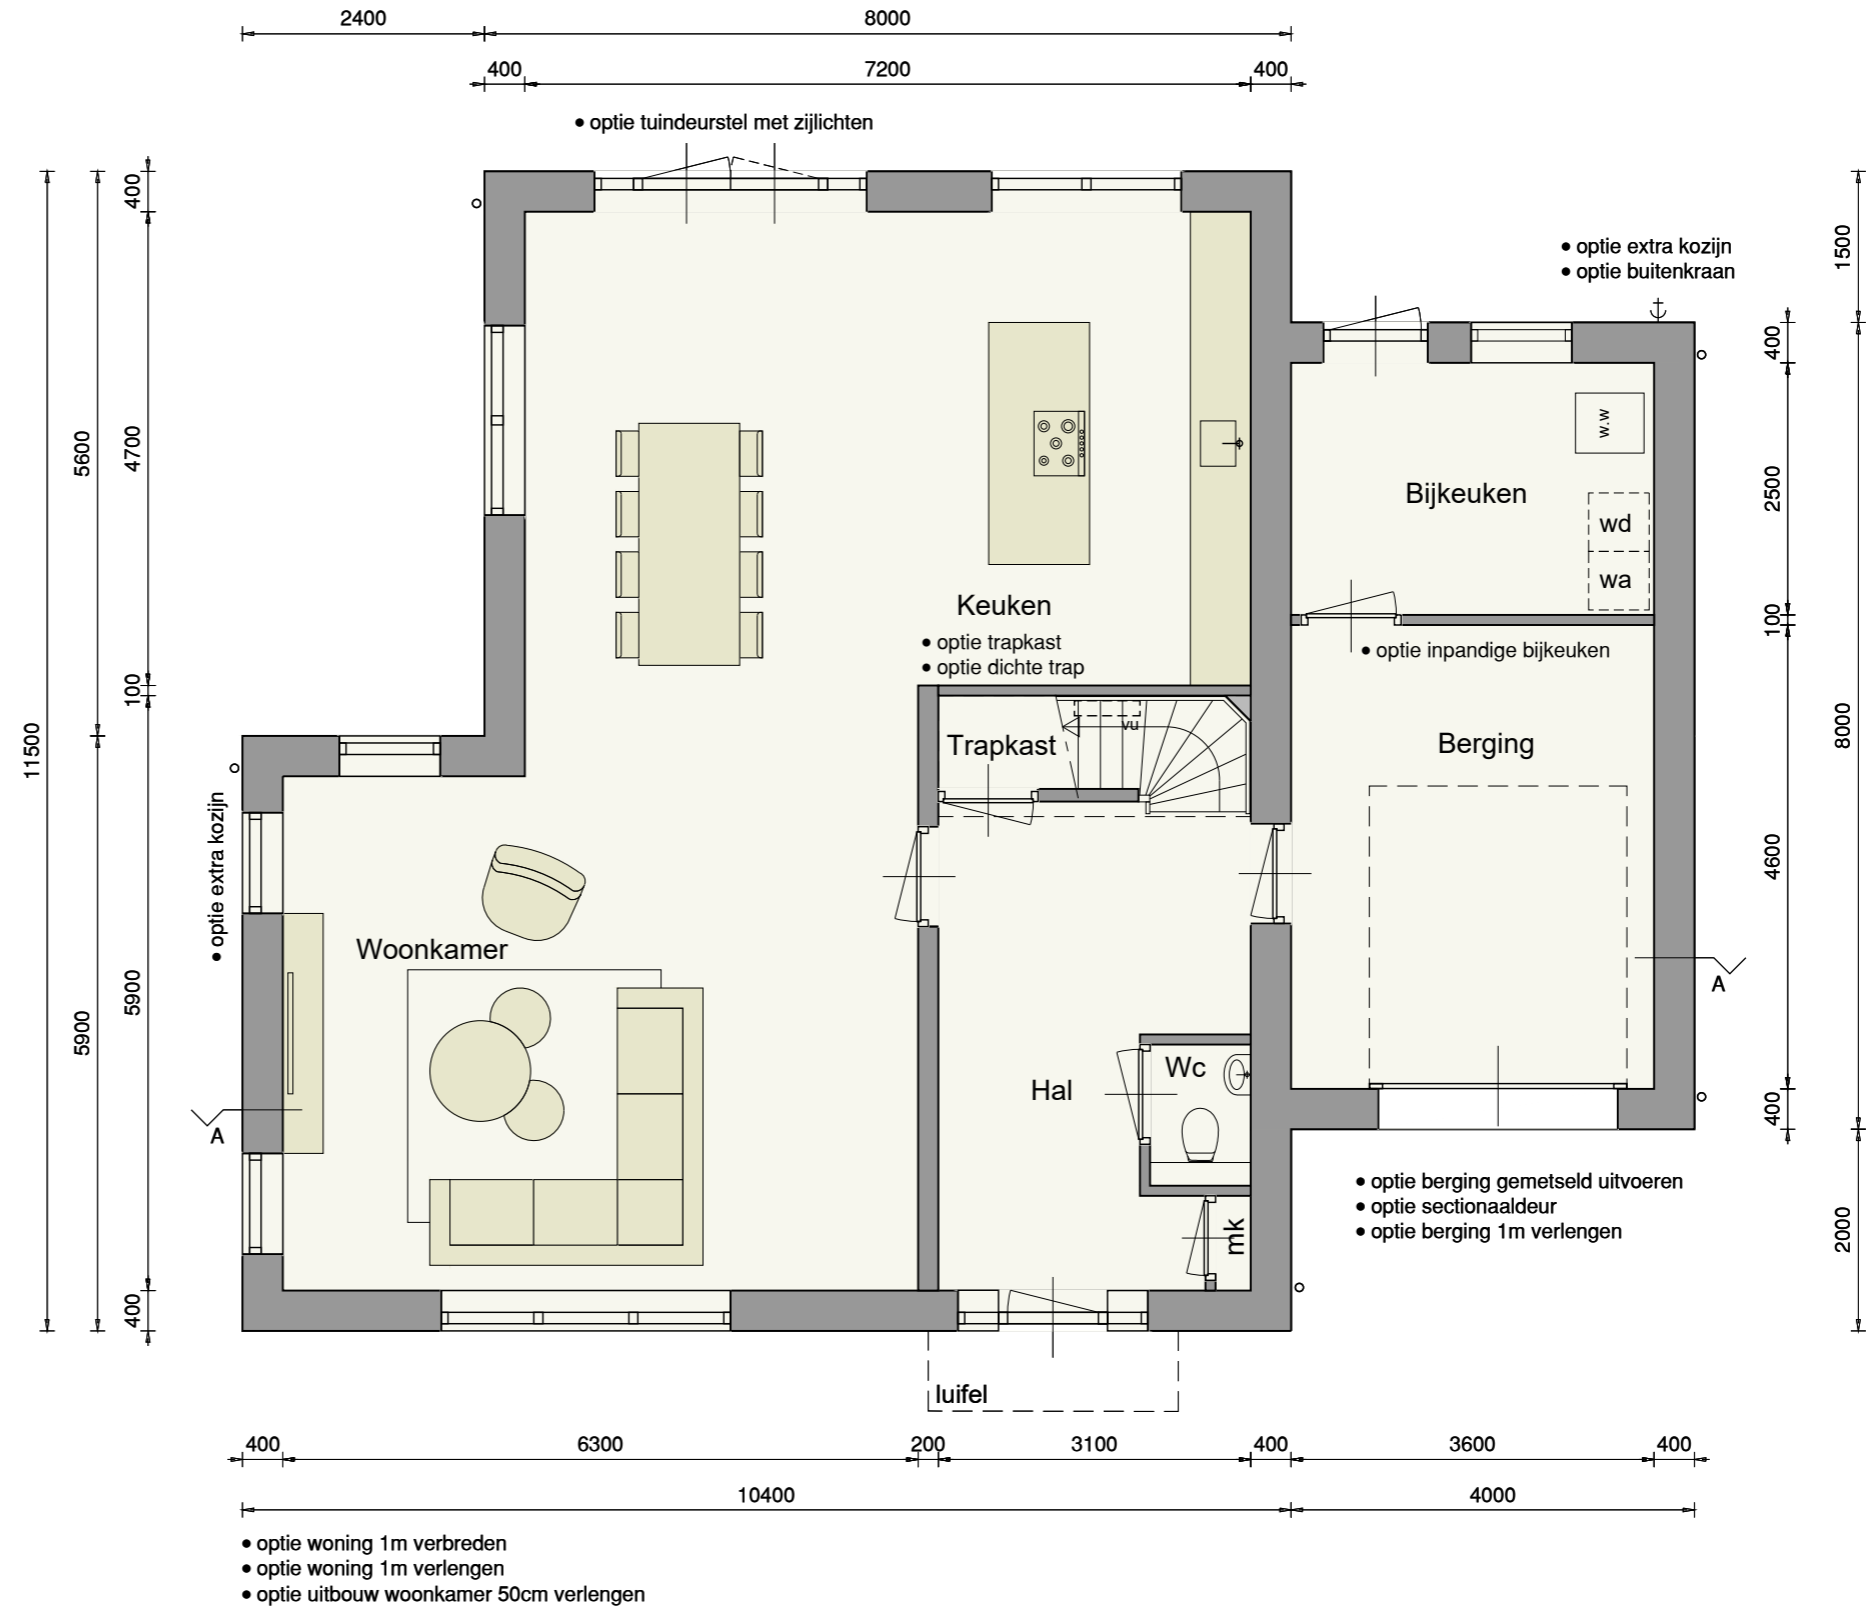 2400
8000
400
7200
400
• optie tuindeurstel met zijlichten
400
1500
• optie extra kozijn
• optie buitenkraan
400
5600
4700
w.w
Bijkeuken
2500
wd
wa
Keuken
100
• optie trapkast
• optie inpandige bijkeuken
• optie dichte trap
100
11500
vu
Trapkast
Berging
8000
• optie extra kozijn
4600
Woonkamer
5900
5900
A
Wc
Hal
400
A
• optie berging gemetseld uitvoeren
• optie sectionaaldeur
• optie berging 1m verlengen
mk
2000
400
luifel
400
6300
200
3100
400
3600
400
10400
4000
• optie woning 1m verbreden
• optie woning 1m verlengen
• optie uitbouw woonkamer 50cm verlengen